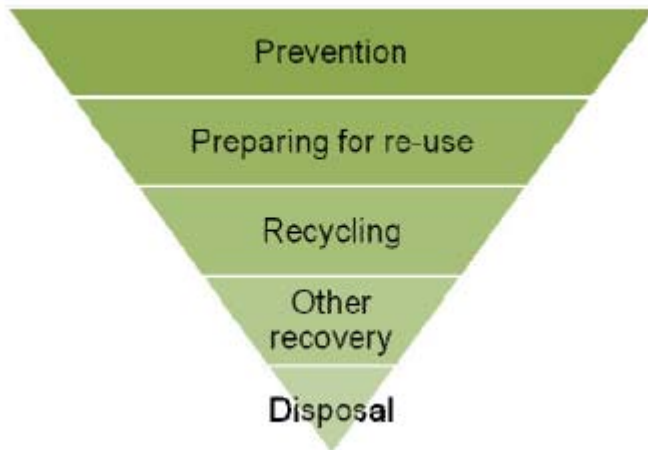 Prevention
Preparing for re-use
Recycling
Other
recovery
Disposal